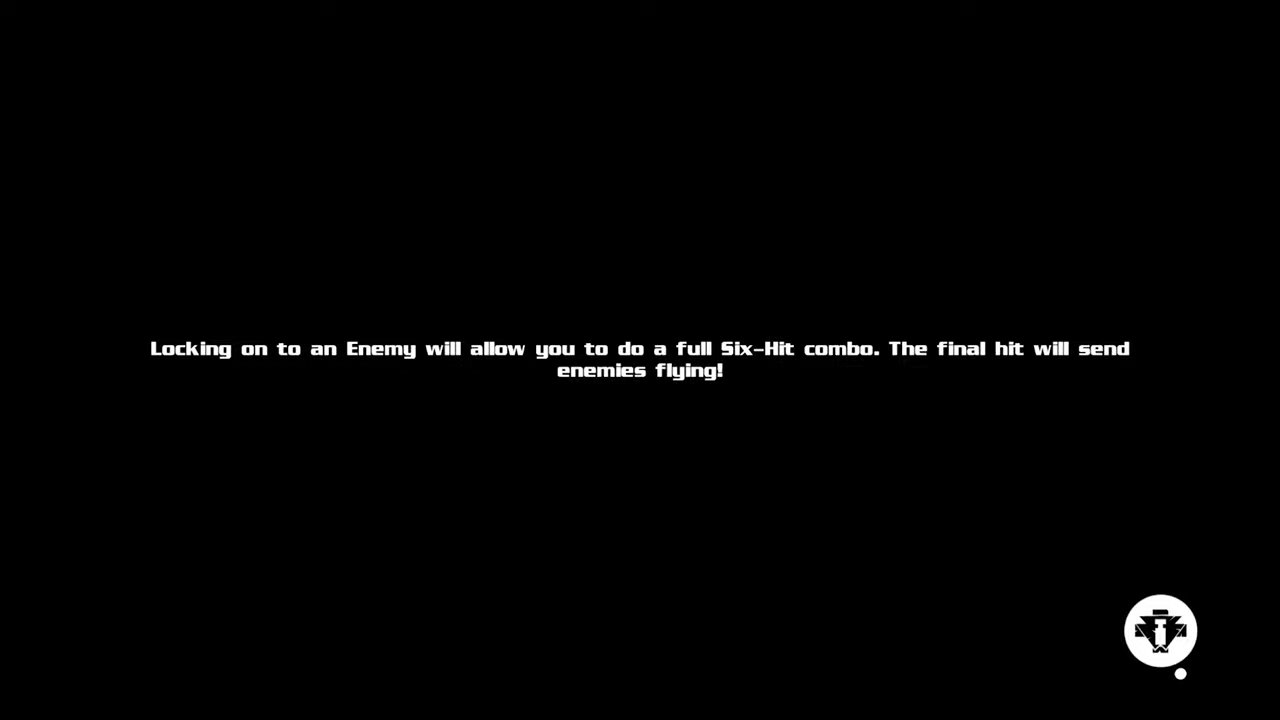 Locking on to an Enemy will allow you to do a full Six-Hit combo. The final hit will send
enemies flying!